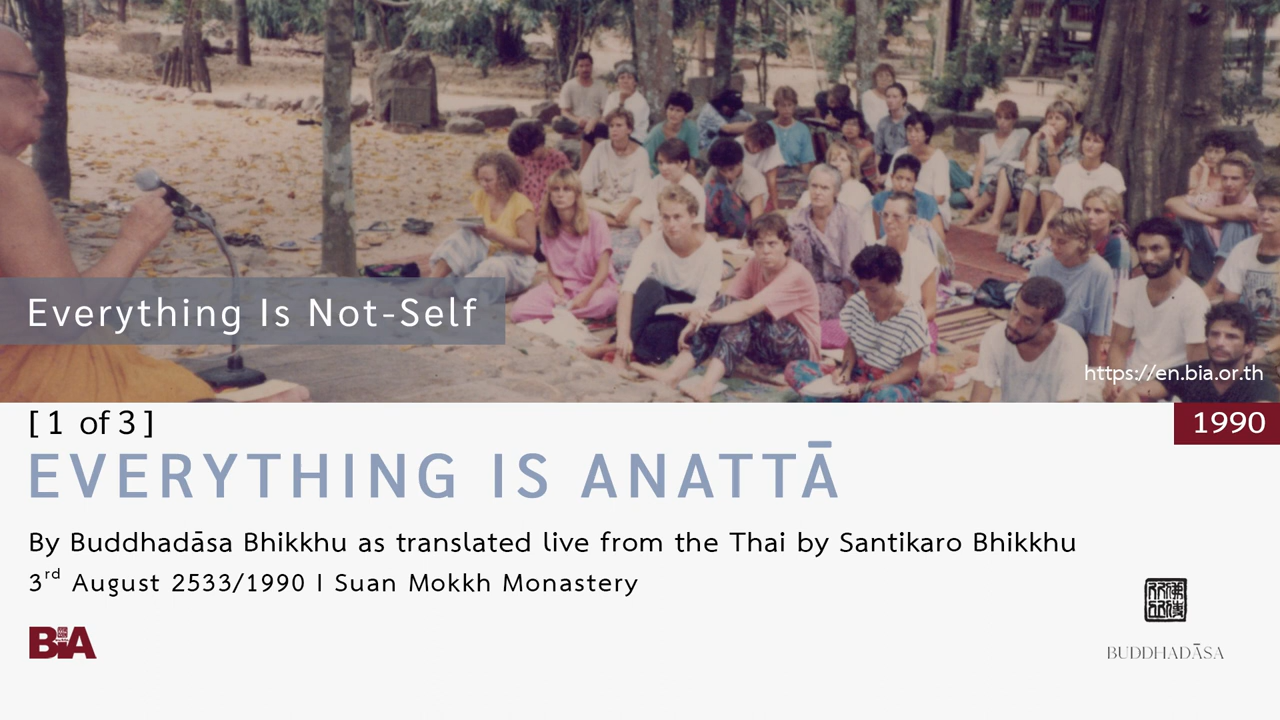 Everything Is Not-Self
https://en.bia.or.th
[ 1 of 3 ]
1990
EVERYTHING IS ANATTĀ
By Buddhadāsa Bhikkhu as translated live from the Thai by Santikaro Bhikkhu
3rd August 2533/1990 I Suan Mokkh Monastery
BIA
BUDDHADĀSA